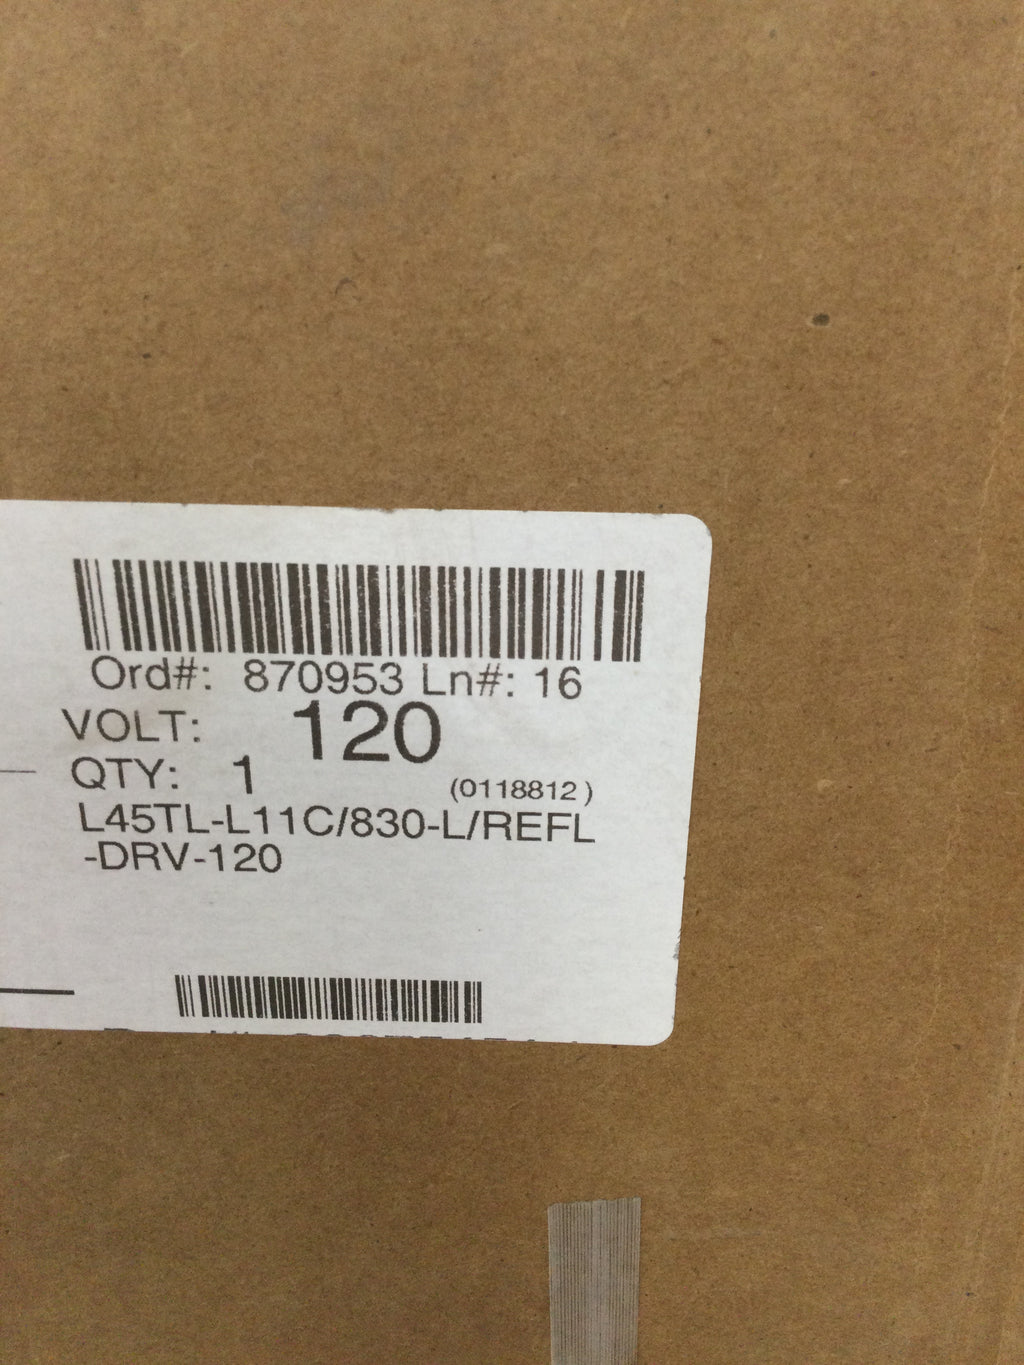 Ord#: 870953 Ln#: 16
VOLT: 120
QTY: 1 (0118812 )
L45TL-L11C/830-L/REFL
-DRV-120